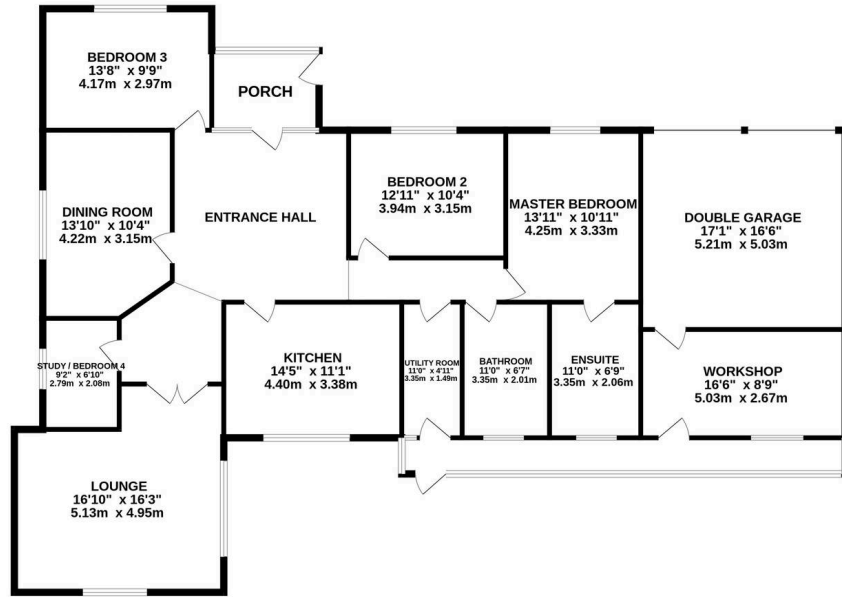 BEDROOM 3
13'8" x 9'9"
4.17m x 2.97m
PORCH
DINING ROOM
13'10" x 10'4"
4.22m x 3.15m
ENTRANCE HALL
BEDROOM 2
12'11" x 10'4"
3.94m x 3.15m
MASTER BEDROOM
13'11" x 10'11"
4.25m x 3.33m
DOUBLE GARAGE
17'1" x 16'6"
5.21m x 5.03m
STUDY / BEDROOM 4
9'2" x 6'10"
2.79m x 2.08m
KITCHEN
14'5" x 11'1"
4.40m x 3.38m
UTILITY ROOM
11'0" x 4'11"
3.35m x 1.49m
BATHROOM
11'0" x 6'7"
3.35m x 2.01m
ENSUITE
11'0" x 6'9"
3.35m x 2.06m
WORKSHOP
16'6" x 8'9"
5.03m x 2.67m
LOUNGE
16'10" x 16'3"
5.13m x 4.95m